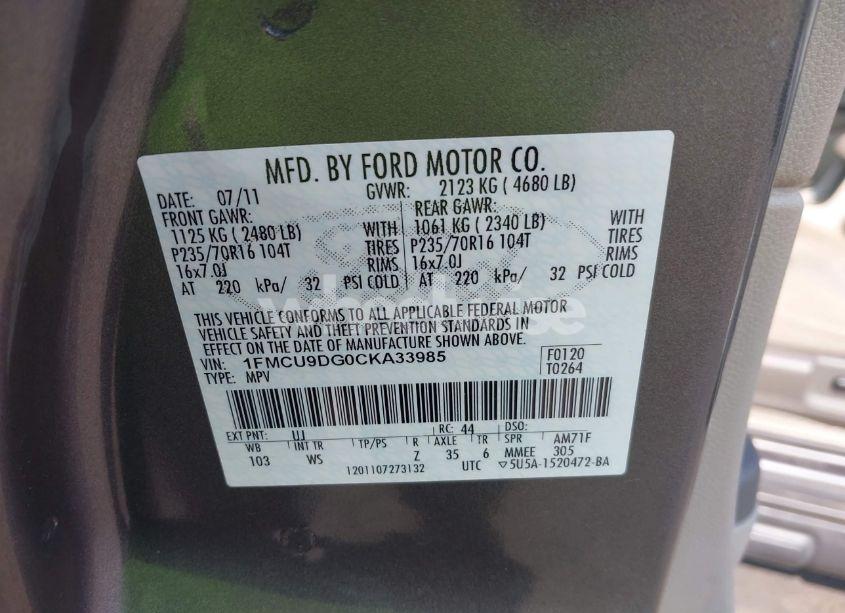 MFD. BY FORD MOTOR CO.
DATE: 07/11 GVWR: 2123 KG ( 4680 LB)
FRONT GAWR: REAR GAWR:
1125 KG ( 2480 LB) WITH 1061 KG ( 2340 LB) WITH
P235/70R16 104T TIRES P235/70R16 104T TIRES
16x7.0J RIMS 16x7.0J RIMS
AT 220 kPa/ 32 PSI COLD AT 220 kPa/ 32 PSI COLD
THIS VEHICLE CONFORMS TO ALL APPLICABLE FEDERAL MOTOR
VEHICLE SAFETY AND THEFT PREVENTION STANDARDS IN
EFFECT ON THE DATE OF MANUFACTURE SHOWN ABOVE.
VIN: 1FMCU9DG0CKA33985 F0120
TYPE: MPV T0264
EXT PNT: UJ RC: 44 DSO:
WB INT TR TP/PS R AXLE TR SPR AM71F
103 WS Z 35 6 MMEE 305
1201107273132 UTC ▽5U5A-1520472-BA